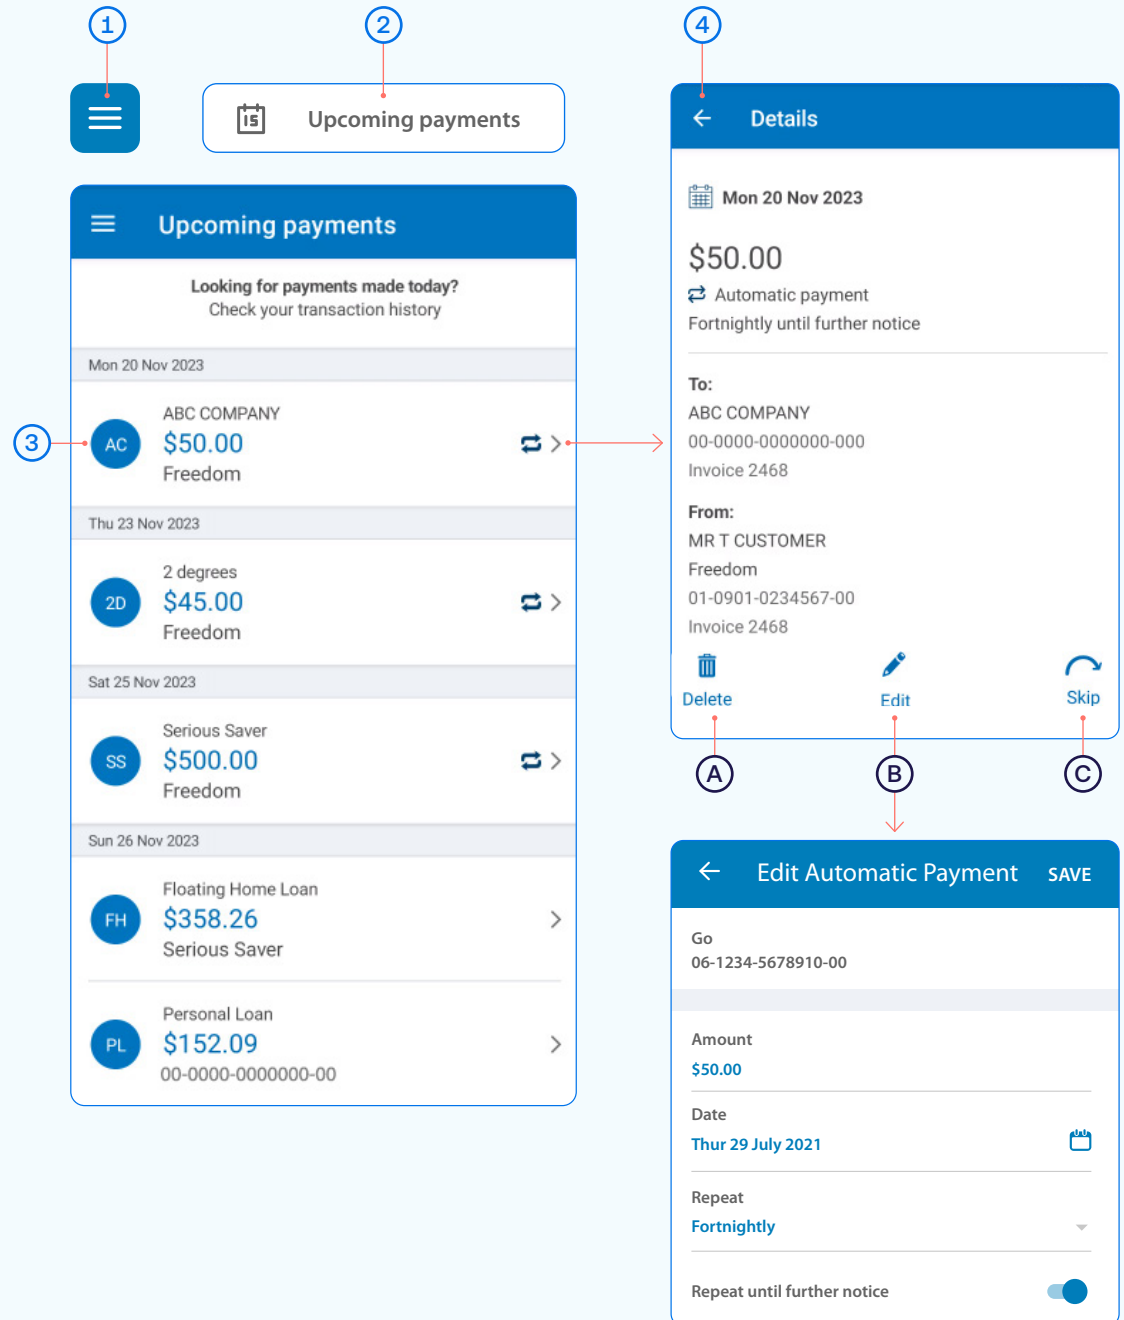 1
2
4
15
Upcoming payments
Upcoming payments
Looking for payments made today?
Check your transaction history
Mon 20 Nov 2023
3
AC
ABC COMPANY
$50.00
Freedom
Thu 23 Nov 2023
2D
2 degrees
$45.00
Freedom
Sat 25 Nov 2023
SS
Serious Saver
$500.00
Freedom
Sun 26 Nov 2023
FH
Floating Home Loan
$358.26
Serious Saver
PL
Personal Loan
$152.09
00-0000-0000000-00
Details
Mon 20 Nov 2023
$50.00
Automatic payment
Fortnightly until further notice
To:
ABC COMPANY
00-0000-0000000-000
Invoice 2468
From:
MR T CUSTOMER
Freedom
01-0901-0234567-00
Invoice 2468
Delete
Edit
Skip
A
B
C
Edit Automatic Payment
SAVE
Go
06-1234-5678910-00
Amount
$50.00
Date
Thur 29 July 2021
Repeat
Fortnightly
Repeat until further notice